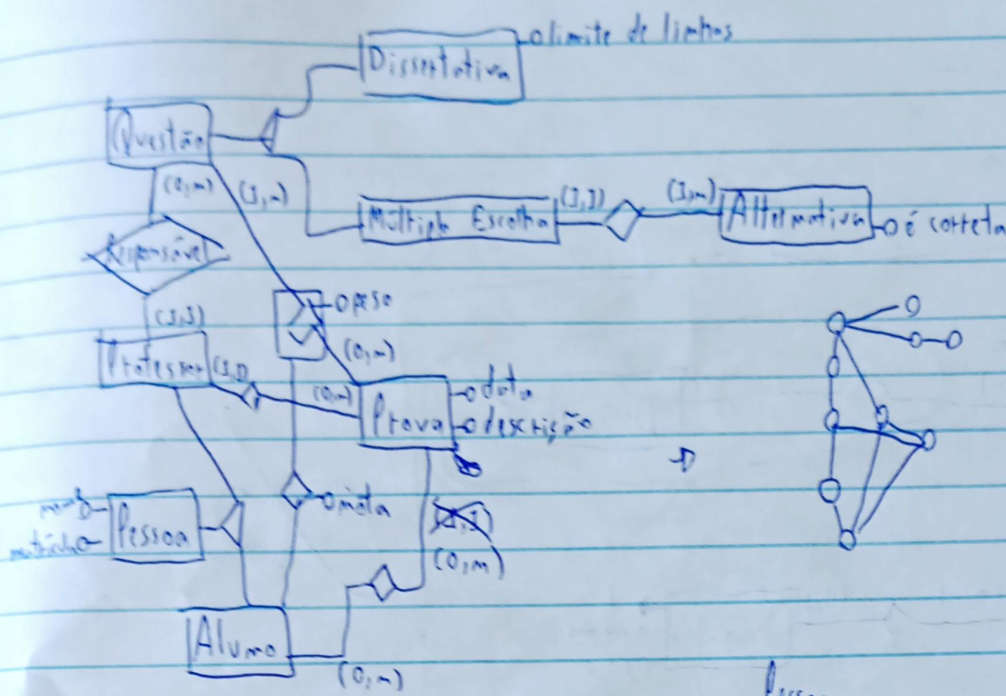 limite de linhas
Dissertativa
Questão
(0,n)
(1,n)
Múltipla Escolha
(1,1)
(1,n)
Alternativa
é correta
Responsável
peso
(1,1)
(0,n)
Professor
(1,1)
(0,n)
Prova
data
descrição
nota
nome
matrícula
Pessoa
(0,n)
Aluno
(0,n)